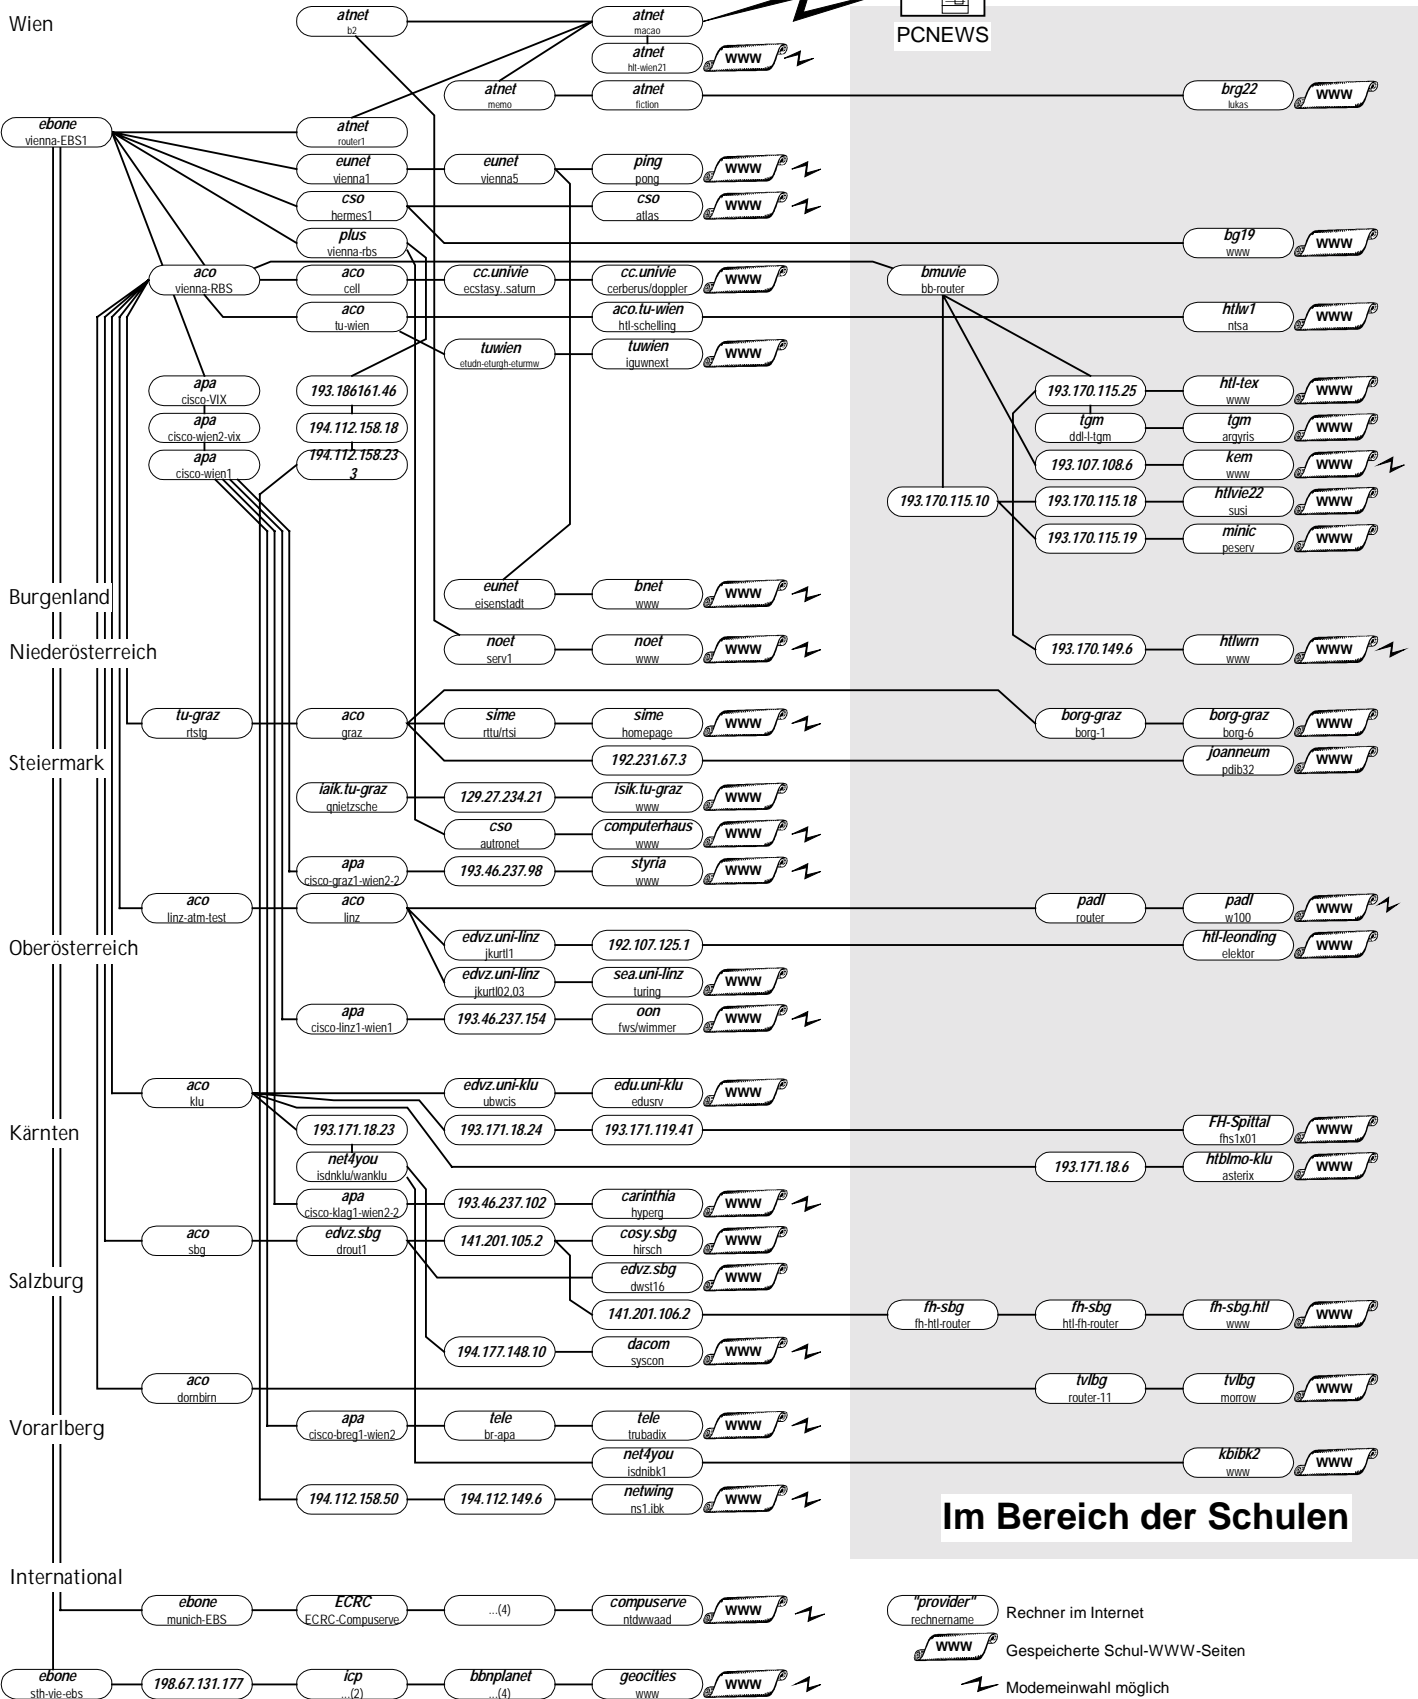 Wien
atnet
b2
atnet
macao
PCNEWS
atnet
hlt-wien21
WWW
atnet
memo
atnet
fiction
brg22
lukas
WWW
ebone
vienna-EBS1
atnet
router1
eunet
vienna1
eunet
vienna5
ping
pong
WWW
cso
hermes1
cso
atlas
WWW
plus
vienna-rbs
bg19
www
WWW
aco
vienna-RBS
aco
cell
cc.univie
ecstasy..saturn
cc.univie
cerberus/doppler
WWW
bmuvie
bb-router
aco
tu-wien
aco.tu-wien
htl-schelling
htlw1
ntsa
WWW
tuwien
etudn-eturgh-eturmw
tuwien
iguwnext
WWW
apa
cisco-VIX
193.186161.46
193.170.115.25
htl-tex
www
WWW
apa
cisco-wien2-vix
194.112.158.18
tgm
ddl-l-tgm
tgm
argyris
WWW
apa
cisco-wien1
194.112.158.23
3
193.107.108.6
kem
www
WWW
193.170.115.10
193.170.115.18
htlvie22
susi
WWW
193.170.115.19
minic
peserv
WWW
Burgenland
eunet
eisenstadt
bnet
www
WWW
Niederösterreich
noet
serv1
noet
www
WWW
193.170.149.6
htlwrn
www
WWW
tu-graz
rtstg
aco
graz
sime
rttu/rtsi
sime
homepage
WWW
borg-graz
borg-1
borg-graz
borg-6
WWW
Steiermark
192.231.67.3
joanneum
pdib32
WWW
iaik.tu-graz
qnietzsche
129.27.234.21
isik.tu-graz
www
WWW
cso
autronet
computerhaus
www
WWW
apa
cisco-graz1-wien2-2
193.46.237.98
styria
www
WWW
aco
linz-atm-test
aco
linz
padl
router
padl
w100
WWW
Oberösterreich
edvz.uni-linz
jkurtl1
192.107.125.1
htl-leonding
elektor
WWW
edvz.uni-linz
jkurtl02,03
sea.uni-linz
turing
WWW
apa
cisco-linz1-wien1
193.46.237.154
oon
fws/wimmer
WWW
aco
klu
edvz.uni-klu
ubwcis
edu.uni-klu
edusrv
WWW
Kärnten
193.171.18.23
193.171.18.24
193.171.119.41
FH-Spittal
fhs1x01
WWW
net4you
isdnklu/wanklu
193.171.18.6
htblmo-klu
asterix
WWW
apa
cisco-klag1-wien2-2
193.46.237.102
carinthia
hyperg
WWW
aco
sbg
edvz.sbg
drout1
141.201.105.2
cosy.sbg
hirsch
WWW
Salzburg
edvz.sbg
dwst16
WWW
141.201.106.2
fh-sbg
fh-htl-router
fh-sbg
htl-fh-router
fh-sbg.htl
www
WWW
194.177.148.10
dacom
syscon
WWW
aco
dornbirn
tvlbg
router-11
tvlbg
morrow
WWW
Vorarlberg
apa
cisco-breg1-wien2
tele
br-apa
tele
trubadix
WWW
net4you
isdnibk1
kbibk2
www
WWW
194.112.158.50
194.112.149.6
netwing
ns1.ibk
WWW
Im Bereich der Schulen
International
ebone
munich-EBS
ECRC
ECRC-Compuserve
...(4)
compuserve
ntdwwaad
WWW
"provider"
rechnername
Rechner im Internet
WWW
Gespeicherte Schul-WWW-Seiten
ebone
sth-vie-ebs
198.67.131.177
icp
...(2)
bbnplanet
...(4)
geocities
www
WWW
Modemeinwahl möglich